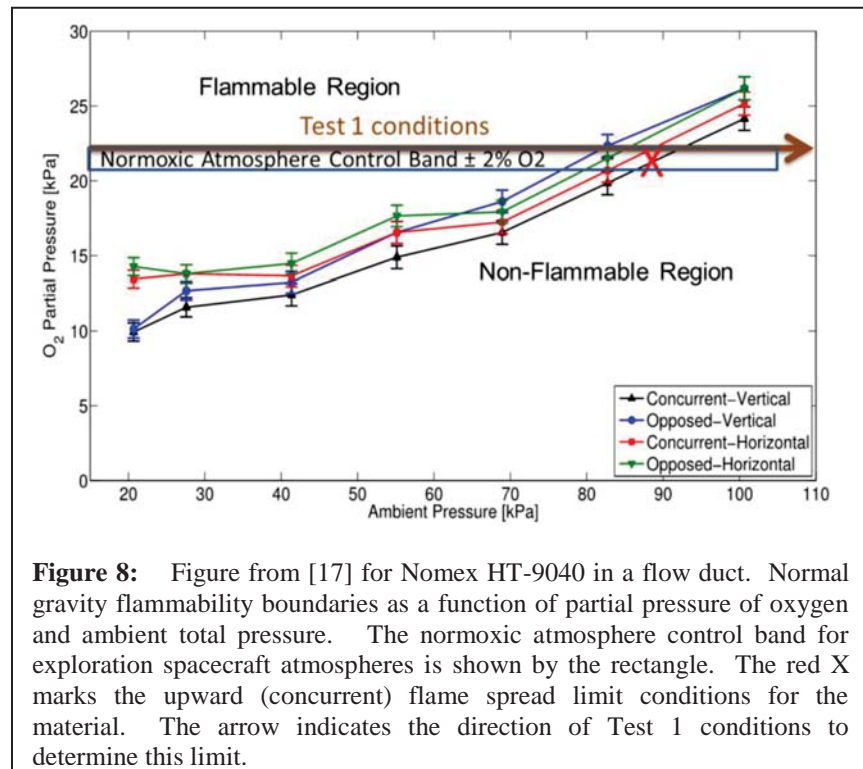 30
25
20
15
10
5
0
O2 Partial Pressure [kPa]
Flammable Region
Test 1 conditions
Normoxic Atmosphere Control Band ± 2% O2
X
Non-Flammable Region
Concurrent-Vertical
Opposed-Vertical
Concurrent-Horizontal
Opposed-Horizontal
20 30 40 50 60 70 80 90 100 110
Ambient Pressure [kPa]
Figure 8: Figure from [17] for Nomex HT-9040 in a flow duct. Normal
gravity flammability boundaries as a function of partial pressure of oxygen
and ambient total pressure. The normoxic atmosphere control band for
exploration spacecraft atmospheres is shown by the rectangle. The red X
marks the upward (concurrent) flame spread limit conditions for the
material. The arrow indicates the direction of Test 1 conditions to
determine this limit.